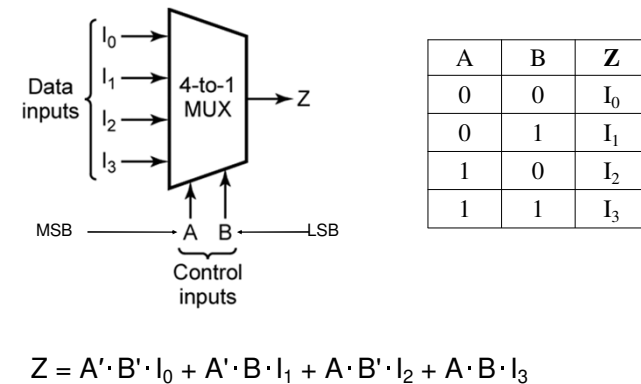 I₀
I₁
I₂
I₃
Data
inputs
4-to-1
MUX
Z
MSB
A B
LSB
Control
inputs
A B Z
0 0 I₀
0 1 I₁
1 0 I₂
1 1 I₃
Z = A'·B'·I₀ + A'·B·I₁ + A·B'·I₂ + A·B·I₃